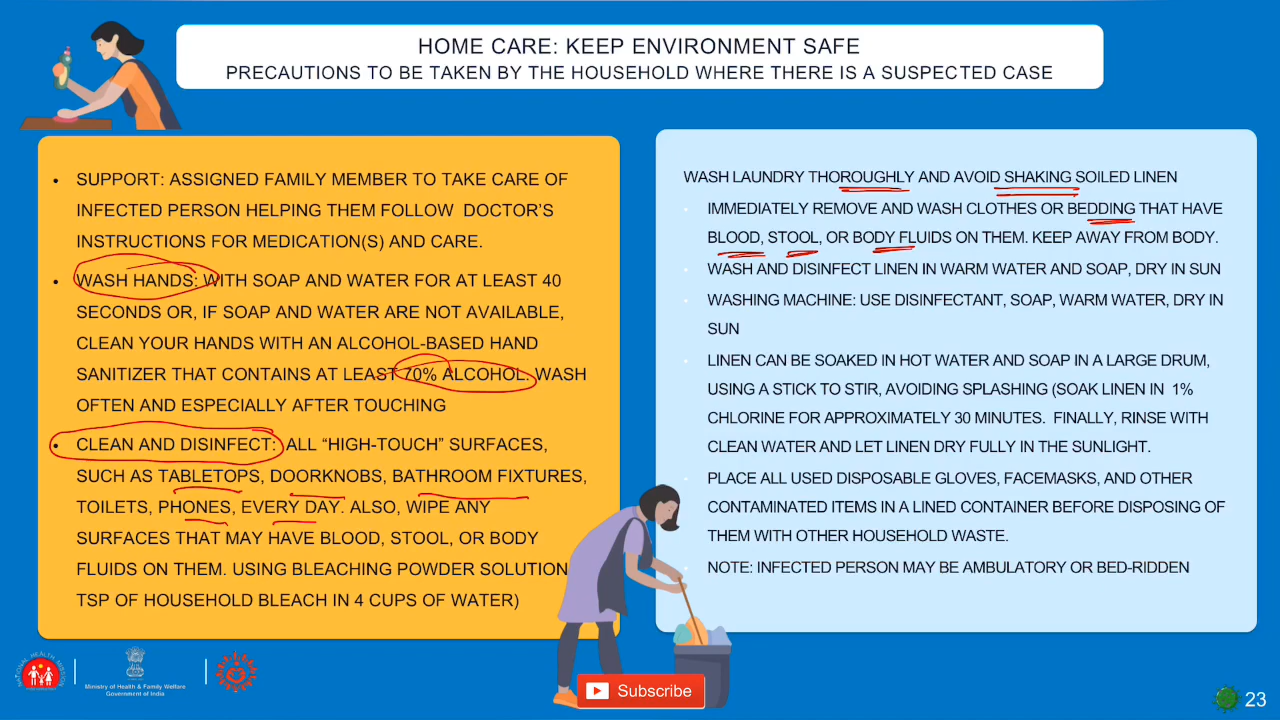 HOME CARE: KEEP ENVIRONMENT SAFE
PRECAUTIONS TO BE TAKEN BY THE HOUSEHOLD WHERE THERE IS A SUSPECTED CASE
• SUPPORT: ASSIGNED FAMILY MEMBER TO TAKE CARE OF
INFECTED PERSON HELPING THEM FOLLOW DOCTOR'S
INSTRUCTIONS FOR MEDICATION(S) AND CARE.
• WASH HANDS: WITH SOAP AND WATER FOR AT LEAST 40
SECONDS OR, IF SOAP AND WATER ARE NOT AVAILABLE,
CLEAN YOUR HANDS WITH AN ALCOHOL-BASED HAND
SANITIZER THAT CONTAINS AT LEAST 70% ALCOHOL. WASH
OFTEN AND ESPECIALLY AFTER TOUCHING
• CLEAN AND DISINFECT: ALL “HIGH-TOUCH” SURFACES,
SUCH AS TABLETOPS, DOORKNOBS, BATHROOM FIXTURES,
TOILETS, PHONES, EVERY DAY. ALSO, WIPE ANY
SURFACES THAT MAY HAVE BLOOD, STOOL, OR BODY
FLUIDS ON THEM. USING BLEACHING POWDER SOLUTION
TSP OF HOUSEHOLD BLEACH IN 4 CUPS OF WATER)
WASH LAUNDRY THOROUGHLY AND AVOID SHAKING SOILED LINEN
IMMEDIATELY REMOVE AND WASH CLOTHES OR BEDDING THAT HAVE
BLOOD, STOOL, OR BODY FLUIDS ON THEM. KEEP AWAY FROM BODY.
WASH AND DISINFECT LINEN IN WARM WATER AND SOAP, DRY IN SUN
WASHING MACHINE: USE DISINFECTANT, SOAP, WARM WATER, DRY IN
SUN
LINEN CAN BE SOAKED IN HOT WATER AND SOAP IN A LARGE DRUM,
USING A STICK TO STIR, AVOIDING SPLASHING (SOAK LINEN IN 1%
CHLORINE FOR APPROXIMATELY 30 MINUTES. FINALLY, RINSE WITH
CLEAN WATER AND LET LINEN DRY FULLY IN THE SUNLIGHT.
PLACE ALL USED DISPOSABLE GLOVES, FACEMASKS, AND OTHER
CONTAMINATED ITEMS IN A LINED CONTAINER BEFORE DISPOSING OF
THEM WITH OTHER HOUSEHOLD WASTE.
NOTE: INFECTED PERSON MAY BE AMBULATORY OR BED-RIDDEN
NATIONAL HEALTH MISSION
Ministry of Health & Family Welfare
Government of India
Subscribe
23